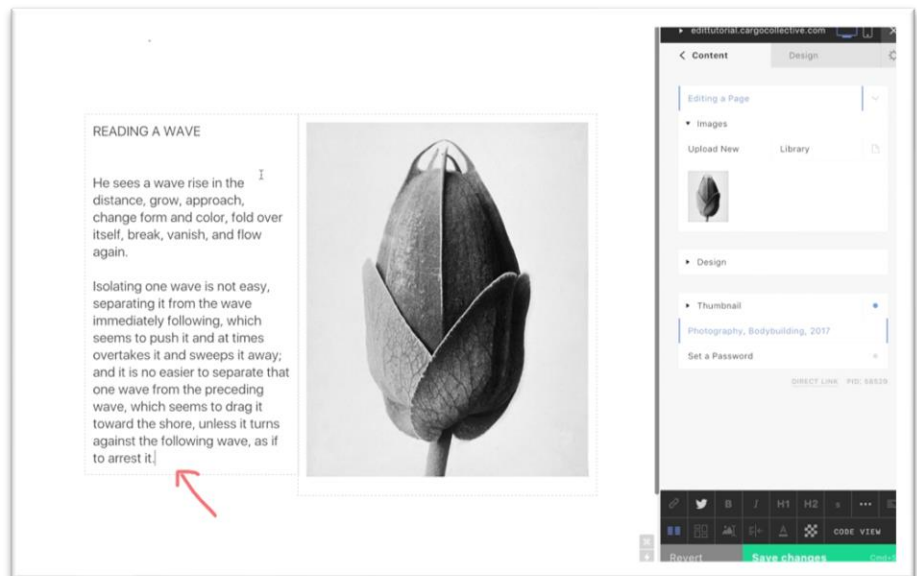 READING A WAVE
He sees a wave rise in the
distance, grow, approach,
change form and color, fold over
itself, break, vanish, and flow
again.
Isolating one wave is not easy,
separating it from the wave
immediately following, which
seems to push it and at times
overtakes it and sweeps it away;
and it is no easier to separate that
one wave from the preceding
wave, which seems to drag it
toward the shore, unless it turns
against the following wave, as if
to arrest it.
edittutorial.cargocollective.com
Content Design
Editing a Page
Images
Upload New Library
Design
Thumbnail
Photography, Bodybuilding, 2017
Set a Password
DIRECT LINK PID: 58529
B I H1 H2
CODE VIEW
Revert Save changes